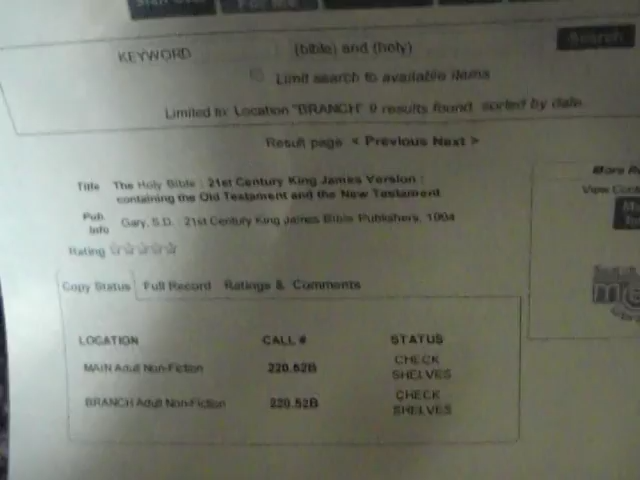 KEYWORD (bible) and (holy) Search
Limit search to available items
Limited to: Location "BRANCH" 9 results found. sorted by date.
Result page < Previous Next >
Title The Holy Bible : 21st Century King James Version :
containing the Old Testament and the New Testament
Pub. Info Gary, S.D. 21st Century King James Bible Publishers, 1994
Rating
Copy Status Full Record Ratings & Comments
LOCATION CALL # STATUS
MAIN Adult Non-Fiction 220.52B CHECK SHELVES
BRANCH Adult Non-Fiction 220.52B CHECK SHELVES
More
View